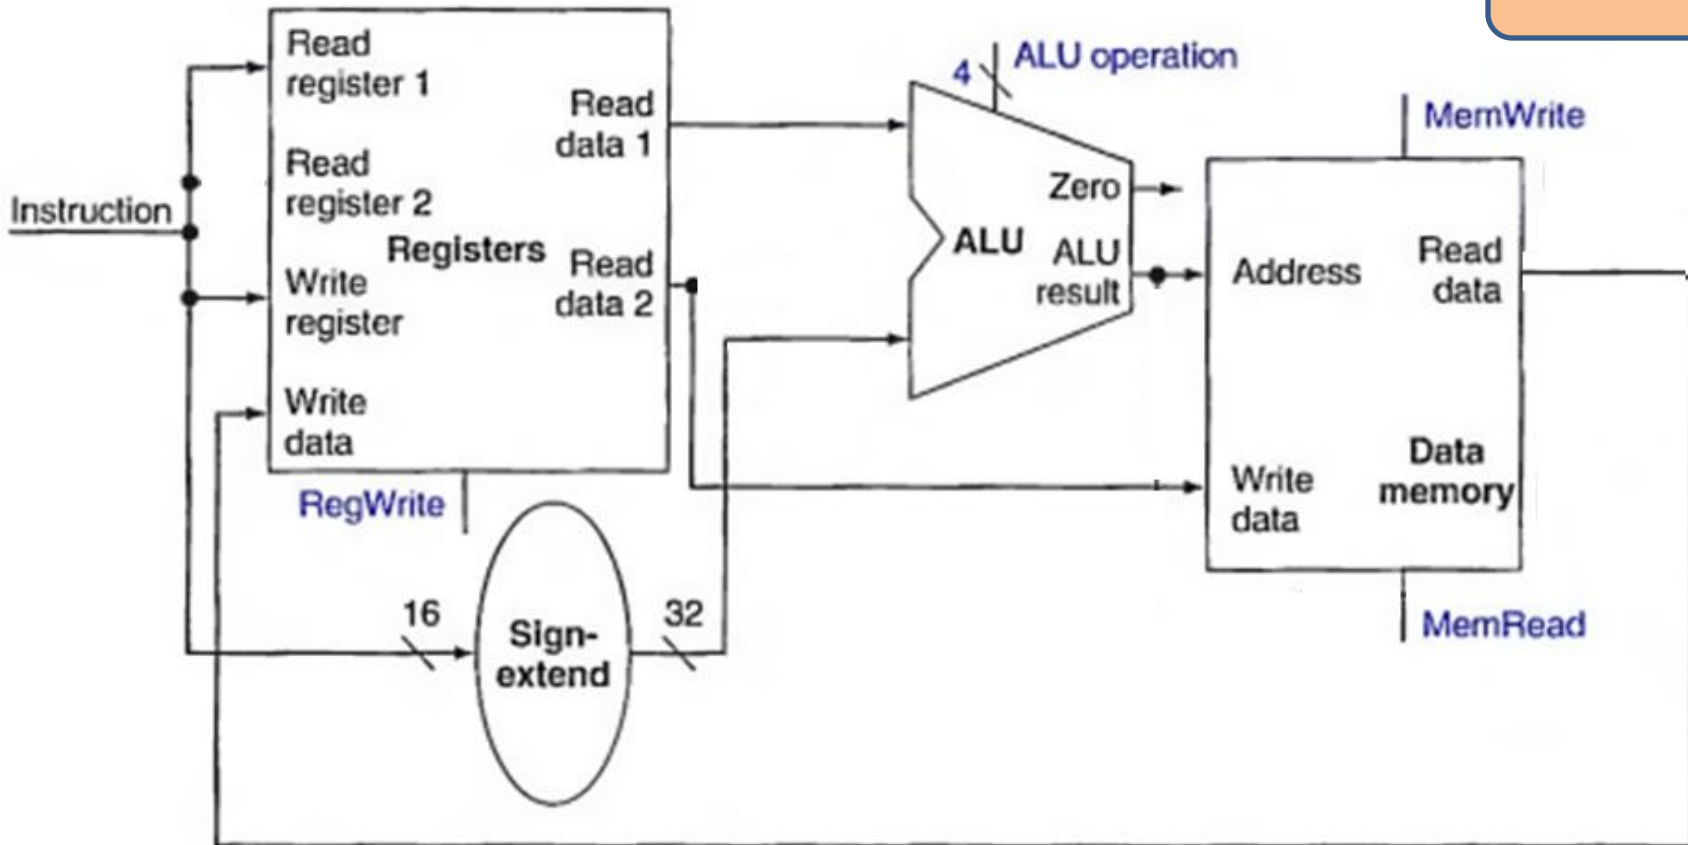 Read
register 1
Read
data 1
Read
register 2
Instruction
Registers
Read
data 2
Write
register
Write
data
RegWrite
16
Sign-
extend
32
4
ALU operation
Zero
ALU
ALU
result
MemWrite
Address
Read
data
Write
data
Data
memory
MemRead